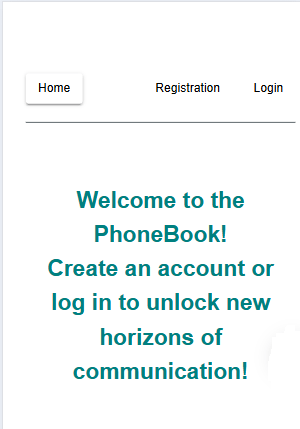 Home Registration Login
Welcome to the
PhoneBook!
Create an account or
log in to unlock new
horizons of
communication!